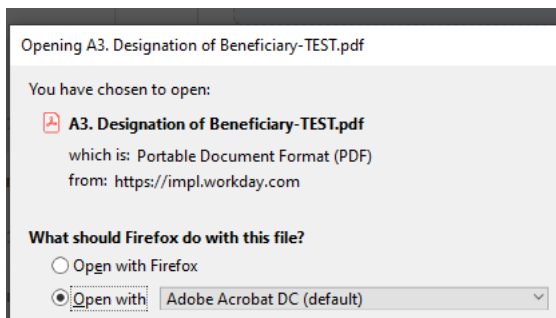 Opening A3. Designation of Beneficiary-TEST.pdf
You have chosen to open:
A3. Designation of Beneficiary-TEST.pdf
which is: Portable Document Format (PDF)
from: https://impl.workday.com
What should Firefox do with this file?
Open with Firefox
Open with Adobe Acrobat DC (default)